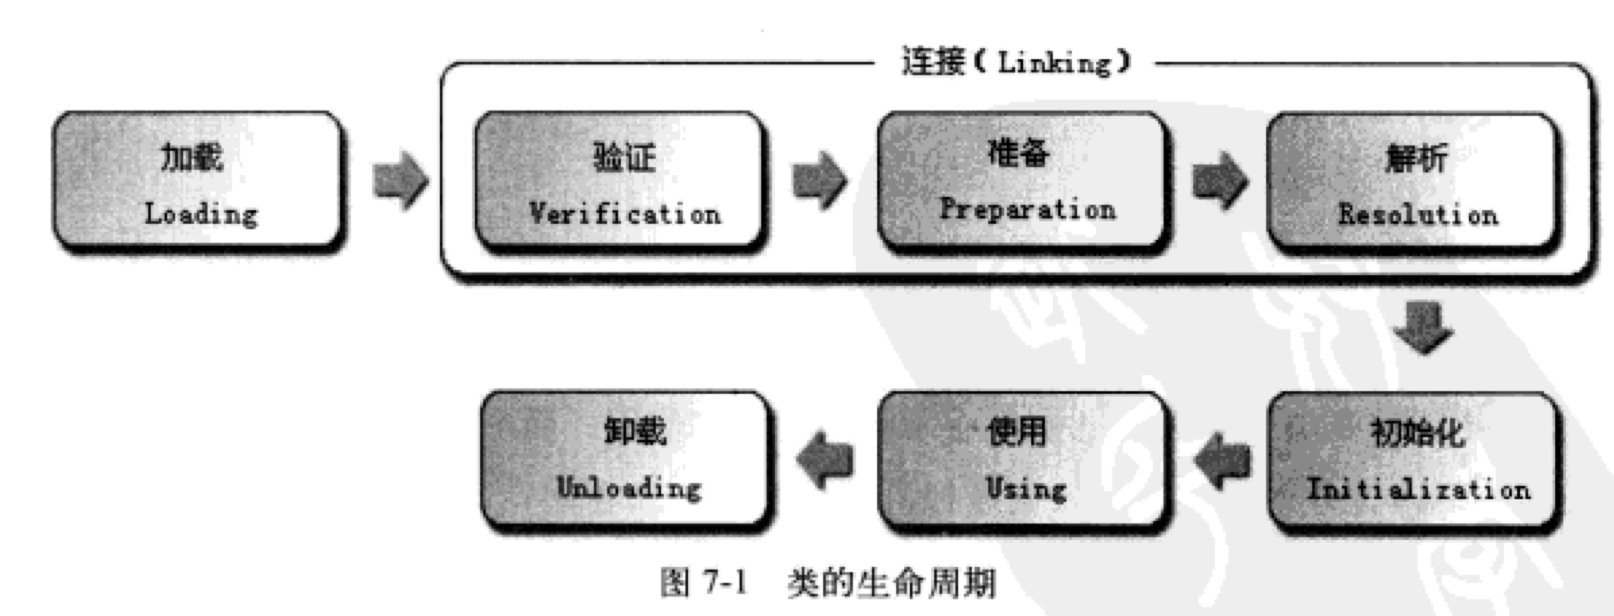 连接(Linking)
加载
Loading
验证
Verification
准备
Preparation
解析
Resolution
卸载
Unloading
使用
Using
初始化
Initialization
图 7-1 类的生命周期